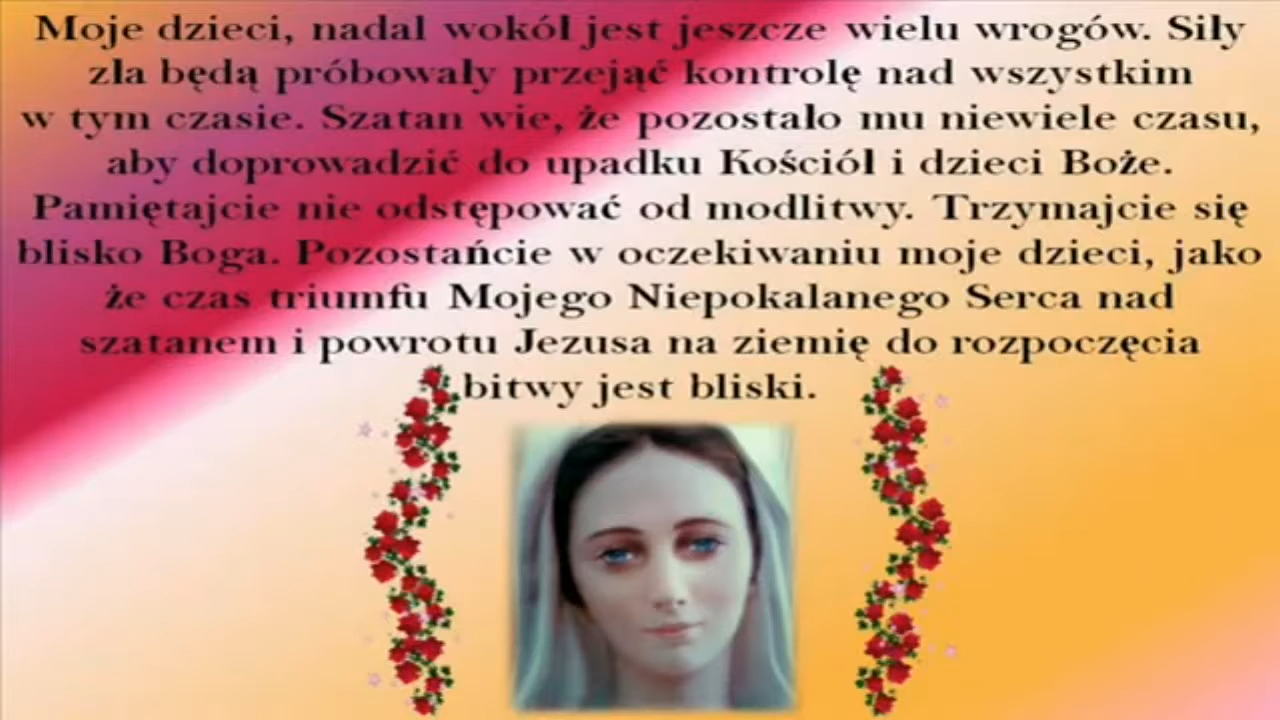 Moje dzieci, nadal wokół jest jeszcze wielu wrogów. Siły
zła będą próbowały przejąć kontrolę nad wszystkim
w tym czasie. Szatan wie, że pozostało mu niewiele czasu,
aby doprowadzić do upadku Kościół i dzieci Boże.
Pamiętajcie nie odstępować od modlitwy. Trzymajcie się
blisko Boga. Pozostańcie w oczekiwaniu moje dzieci, jako
że czas triumfu Mojego Niepokalanego Serca nad
szatanem i powrotu Jezusa na ziemię do rozpoczęcia
bitwy jest bliski.